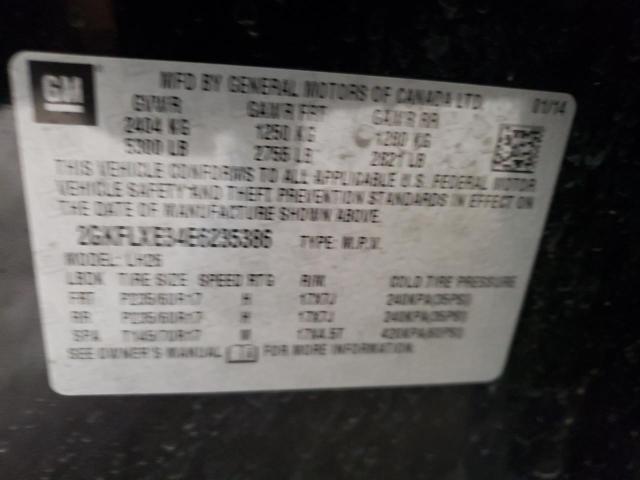 GM
MFD BY GENERAL MOTORS OF CANADA LTD.
01/14
GVWR GAWR FRT GAWR RR
2404 KG 1250 KG 1280 KG
5300 LB 2756 LB 2821 LB
THIS VEHICLE CONFORMS TO ALL APPLICABLE U.S. FEDERAL MOTOR
VEHICLE SAFETY AND THEFT PREVENTION STANDARDS IN EFFECT ON
THE DATE OF MANUFACTURE SHOWN ABOVE.
2GKFLXE34E6235386 TYPE: M.P.V.
MODEL: LH26
TIRE SIZE SPEED RTG RIM COLD TIRE PRESSURE
FRT P225/60R17 H 17X7J 240KPA(35PSI)
RR P225/60R17 H 17X7J 240KPA(35PSI)
SPA T145/70R17 M 17X4.5T 420KPA(60PSI)
SEE OWNER'S MANUAL FOR MORE INFORMATION.